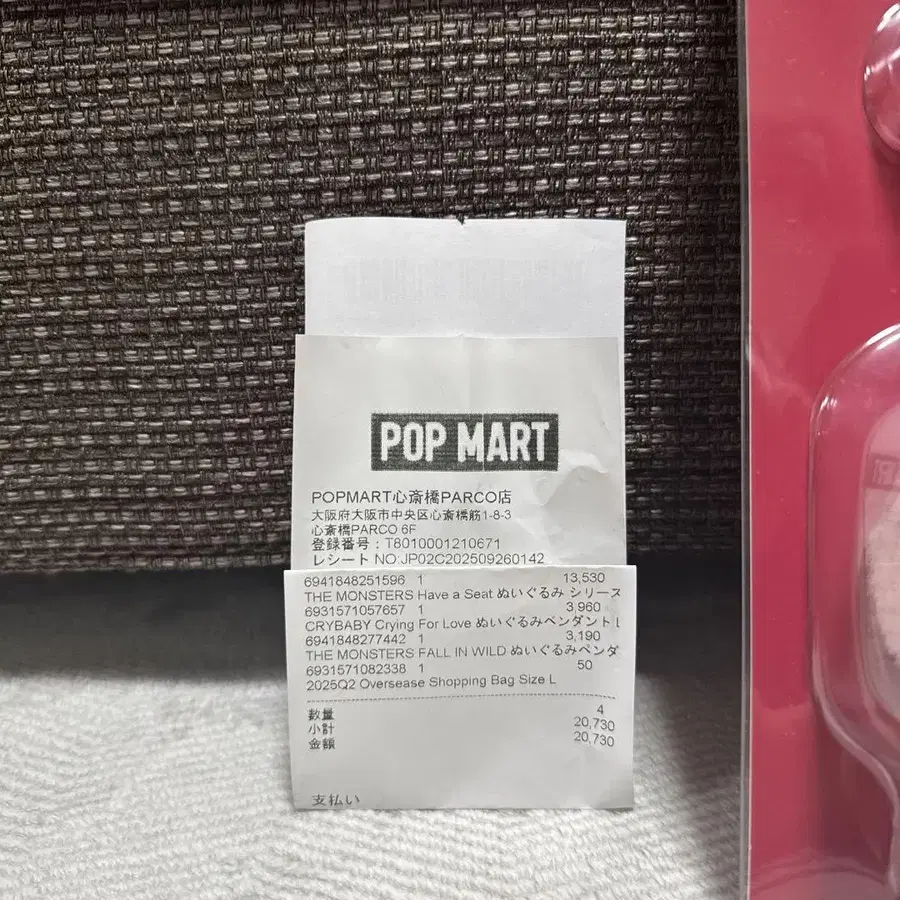 POP MART
POPMART心斎橋PARCO店
大阪府大阪市中央区心斎橋筋1-8-3
心斎橋PARCO 6F
登録番号：T8010001210671
レシートNO:JP02C202509260142
6941848251596 1 13,530
THE MONSTERS Have a Seat ぬいぐるみ シリーズ
6931571057657 1 3,960
CRYBABY Crying For Love ぬいぐるみペンダント
6941848277442 1 3,190
THE MONSTERS FALL IN WILD ぬいぐるみペンダ
6931571082338 1 50
2025Q2 Oversease Shopping Bag Size L
数量 4
小計 20,730
金額 20,730
支払い